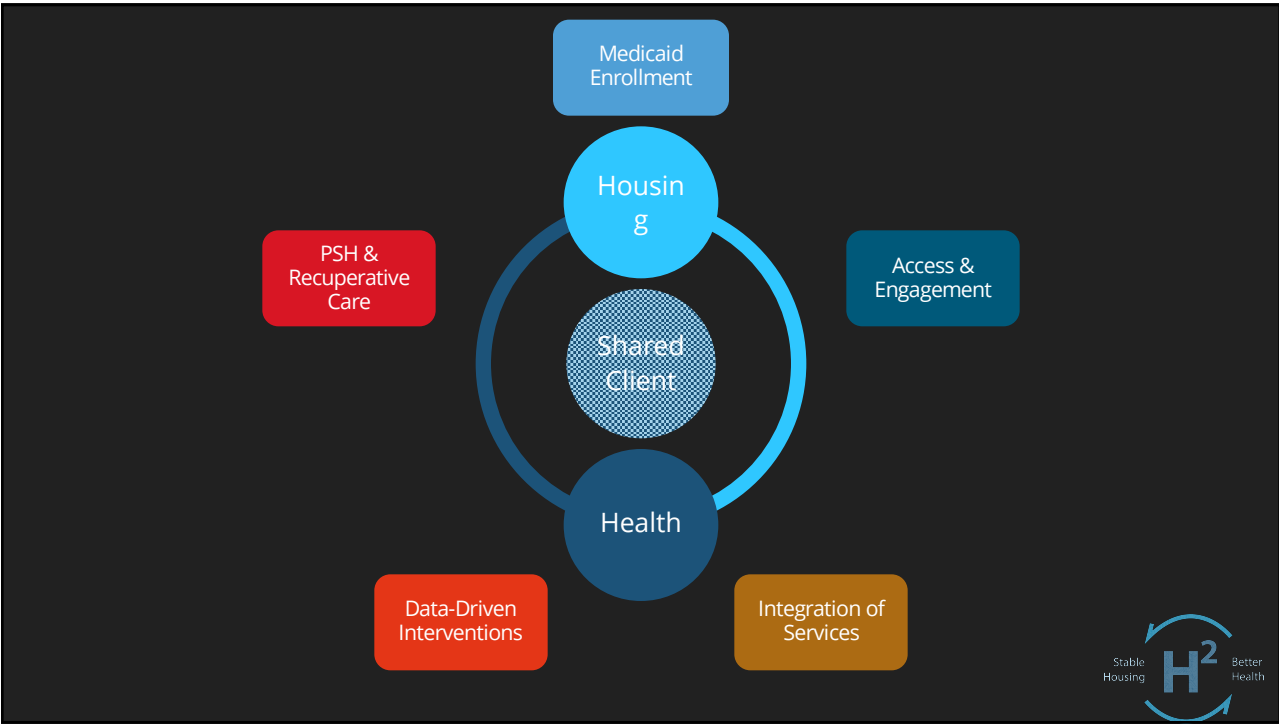 Medicaid
Enrollment
Housin
g
PSH &
Recuperative
Care
Access &
Engagement
Shared
Client
Health
Data-Driven
Interventions
Integration of
Services
Stable
Housing
H²
Better
Health